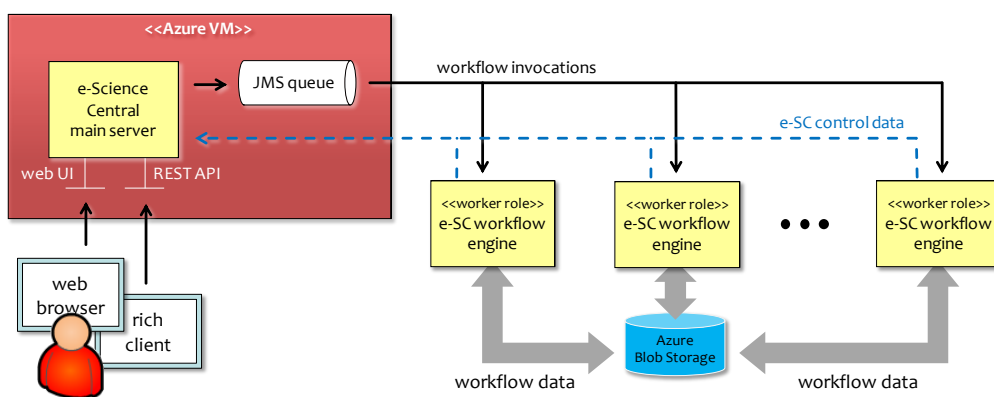 <<Azure VM>>
e-Science
Central
main server
JMS queue
workflow invocations
e-SC control data
web UI
REST API
<<worker role>>
e-SC workflow
engine
<<worker role>>
e-SC workflow
engine
<<worker role>>
e-SC workflow
engine
web
browser
rich
client
Azure
Blob Storage
workflow data
workflow data